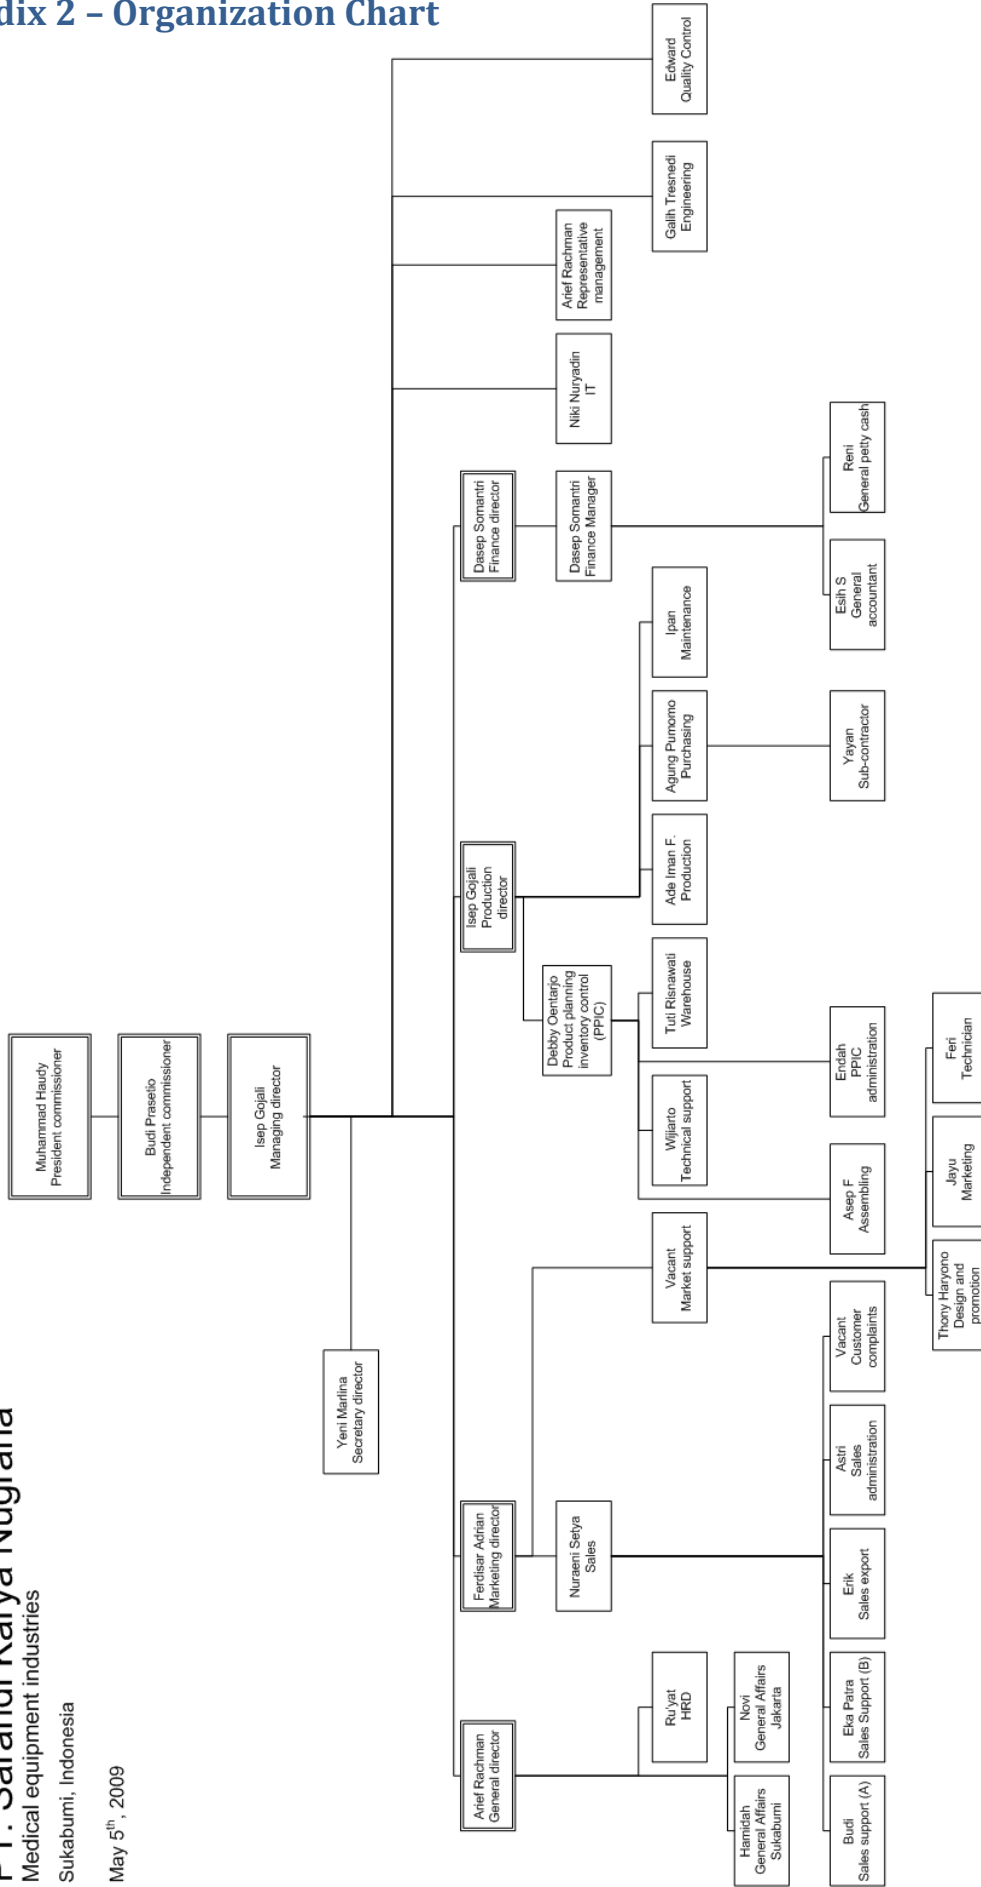 dix 2 – Organization Chart
PT. Sarandi Karya Nugraha
Medical equipment industries
Sukabumi, Indonesia
May 5th, 2009
Muhammad Haudy
President commissioner
Budi Prasetio
Independent commissioner
Isep Gojali
Managing director
Yeni Marlina
Secretary director
Arief Rachman
General director
Ferdisar Adrian
Marketing director
Isep Gojali
Production
director
Dasep Somantri
Finance director
Nuraeni Setya
Sales
Debby Oentarjo
Product planning
inventory control
(PPIC)
Dasep Somantri
Finance Manager
Niki Nuryadin
IT
Arief Rachman
Representative
management
Ru'yat
HRD
Vacant
Market support
Wijiarto
Technical support
Tuti Risnawati
Warehouse
Ade Iman F.
Production
Agung Purnomo
Purchasing
Ipan
Maintenance
Galih Tresnedi
Engineering
Edward
Quality Control
Hamidah
General Affairs
Sukabumi
Novi
General Affairs
Jakarta
Budi
Sales support (A)
Eka Patra
Sales Support (B)
Erik
Sales export
Astri
Sales
administration
Vacant
Customer
complaints
Asep F
Assembling
Endah
PPIC
administration
Yayan
Sub-contractor
Esih S
General
accountant
Reni
General petty cash
Thony Haryono
Design and
promotion
Jayu
Marketing
Feri
Technician